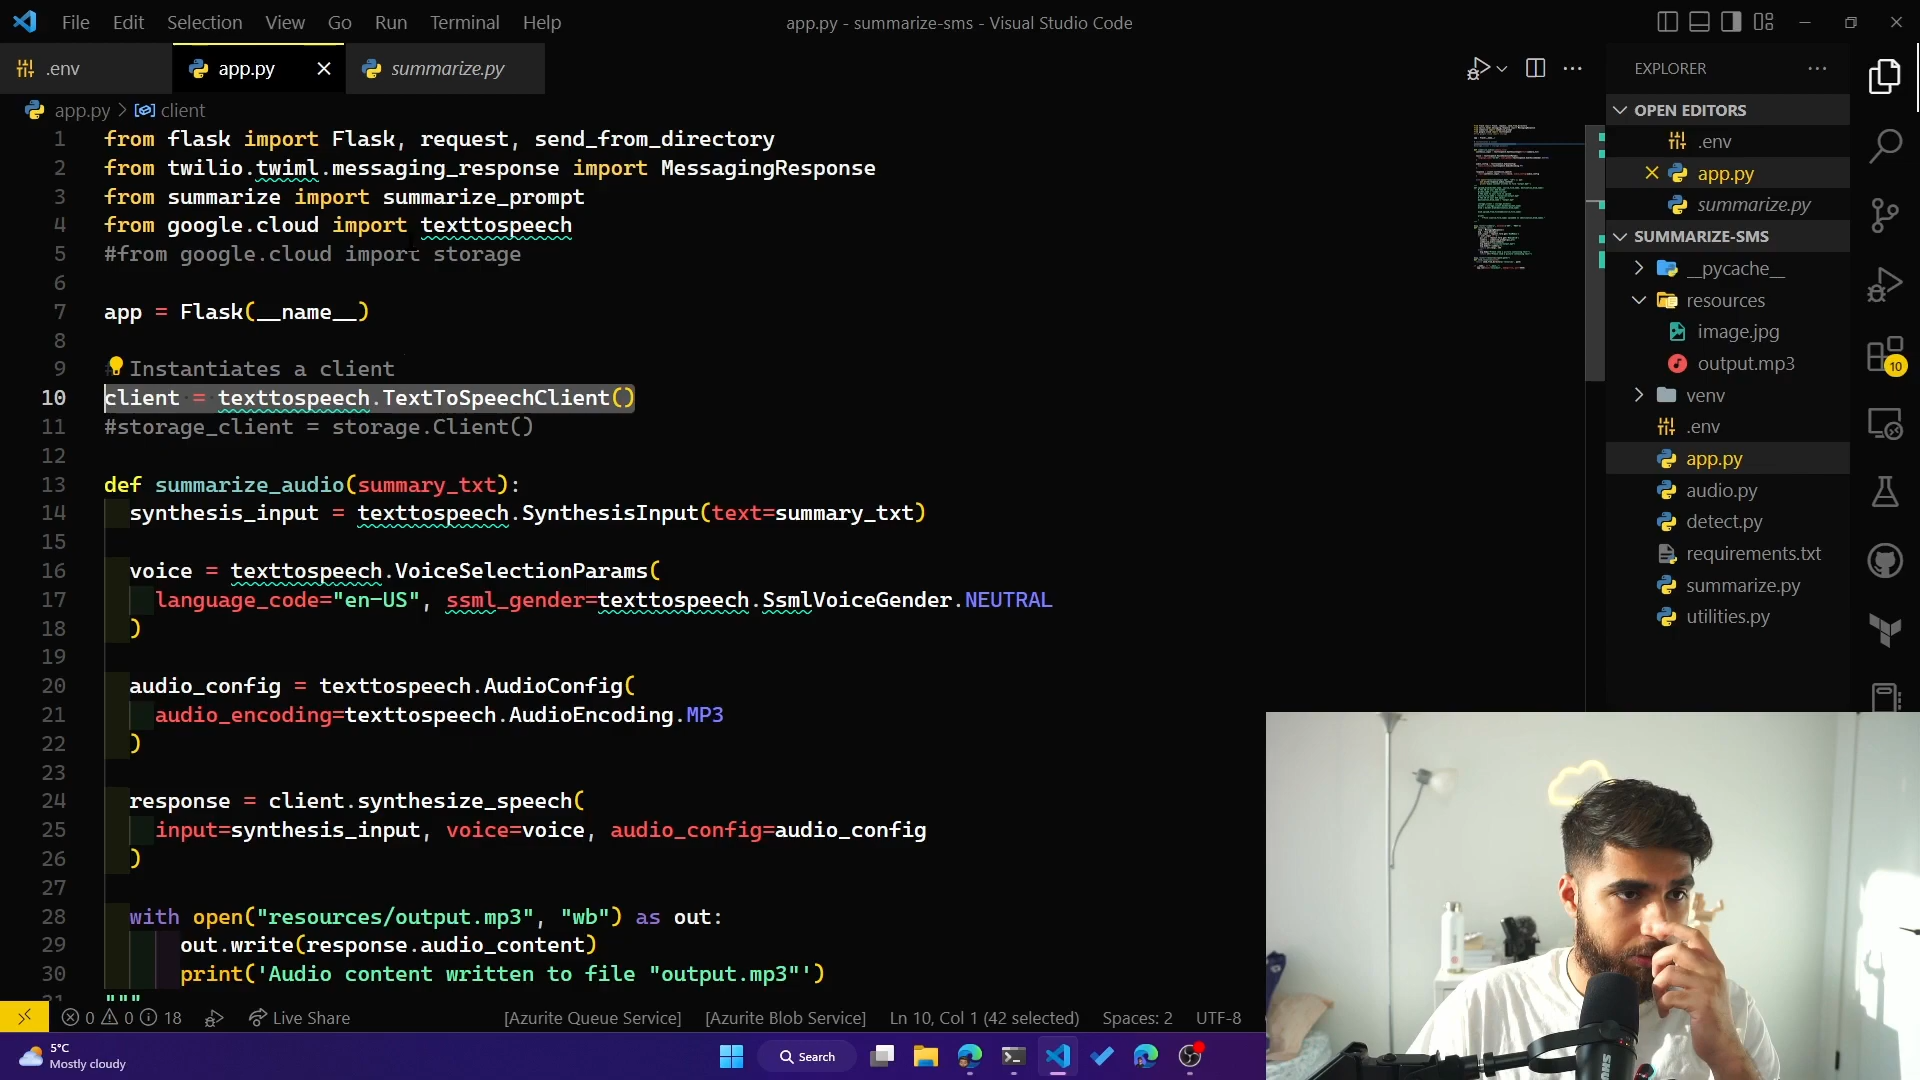 File Edit Selection View Go Run Terminal Help
app.py - summarize-sms - Visual Studio Code
.env app.py summarize.py
app.py client
1 from flask import Flask, request, send_from_directory
2 from twilio.twiml.messaging_response import MessagingResponse
3 from summarize import summarize_prompt
4 from google.cloud import texttospeech
5 #from google.cloud import storage
6
7 app = Flask(__name__)
8
9 # Instantiates a client
10 client = texttospeech.TextToSpeechClient()
11 #storage_client = storage.Client()
12
13 def summarize_audio(summary_txt):
14 synthesis_input = texttospeech.SynthesisInput(text=summary_txt)
15
16 voice = texttospeech.VoiceSelectionParams(
17 language_code="en-US", ssml_gender=texttospeech.SsmlVoiceGender.NEUTRAL
18 )
19
20 audio_config = texttospeech.AudioConfig(
21 audio_encoding=texttospeech.AudioEncoding.MP3
22 )
23
24 response = client.synthesize_speech(
25 input=synthesis_input, voice=voice, audio_config=audio_config
26 )
27
28 with open("resources/output.mp3", "wb") as out:
29 out.write(response.audio_content)
30 print('Audio content written to file "output.mp3"')
31 """
EXPLORER
OPEN EDITORS
.env
app.py
summarize.py
SUMMARIZE-SMS
__pycache__
resources
image.jpg
output.mp3
venv
.env
app.py
audio.py
detect.py
requirements.txt
summarize.py
utilities.py
10
0 0 18 Live Share [Azurite Queue Service] [Azurite Blob Service] Ln 10, Col 1 (42 selected) Spaces: 2 UTF-8
5°C
Mostly cloudy
Search